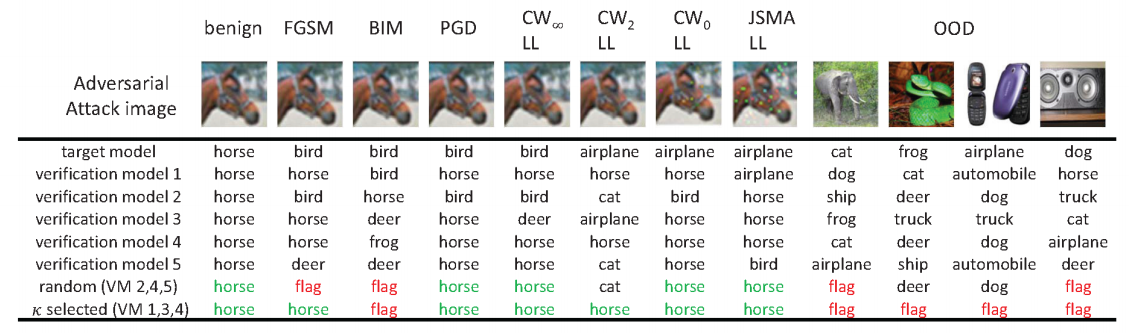 benign FGSM BIM PGD CW∞ LL CW2 LL CW0 LL JSMA LL OOD
Adversarial
Attack image
target model horse bird bird bird bird airplane airplane airplane cat frog airplane dog
verification model 1 horse horse bird horse horse horse horse airplane dog cat automobile horse
verification model 2 horse bird horse bird bird cat bird horse ship deer dog truck
verification model 3 horse horse deer horse deer airplane horse horse frog truck truck cat
verification model 4 horse horse frog horse horse horse horse horse cat deer dog airplane
verification model 5 horse deer deer horse horse cat horse bird airplane ship automobile deer
random (VM 2,4,5) horse flag flag horse horse cat horse horse flag deer dog flag
κ selected (VM 1,3,4) horse horse flag horse horse horse horse horse flag flag flag flag